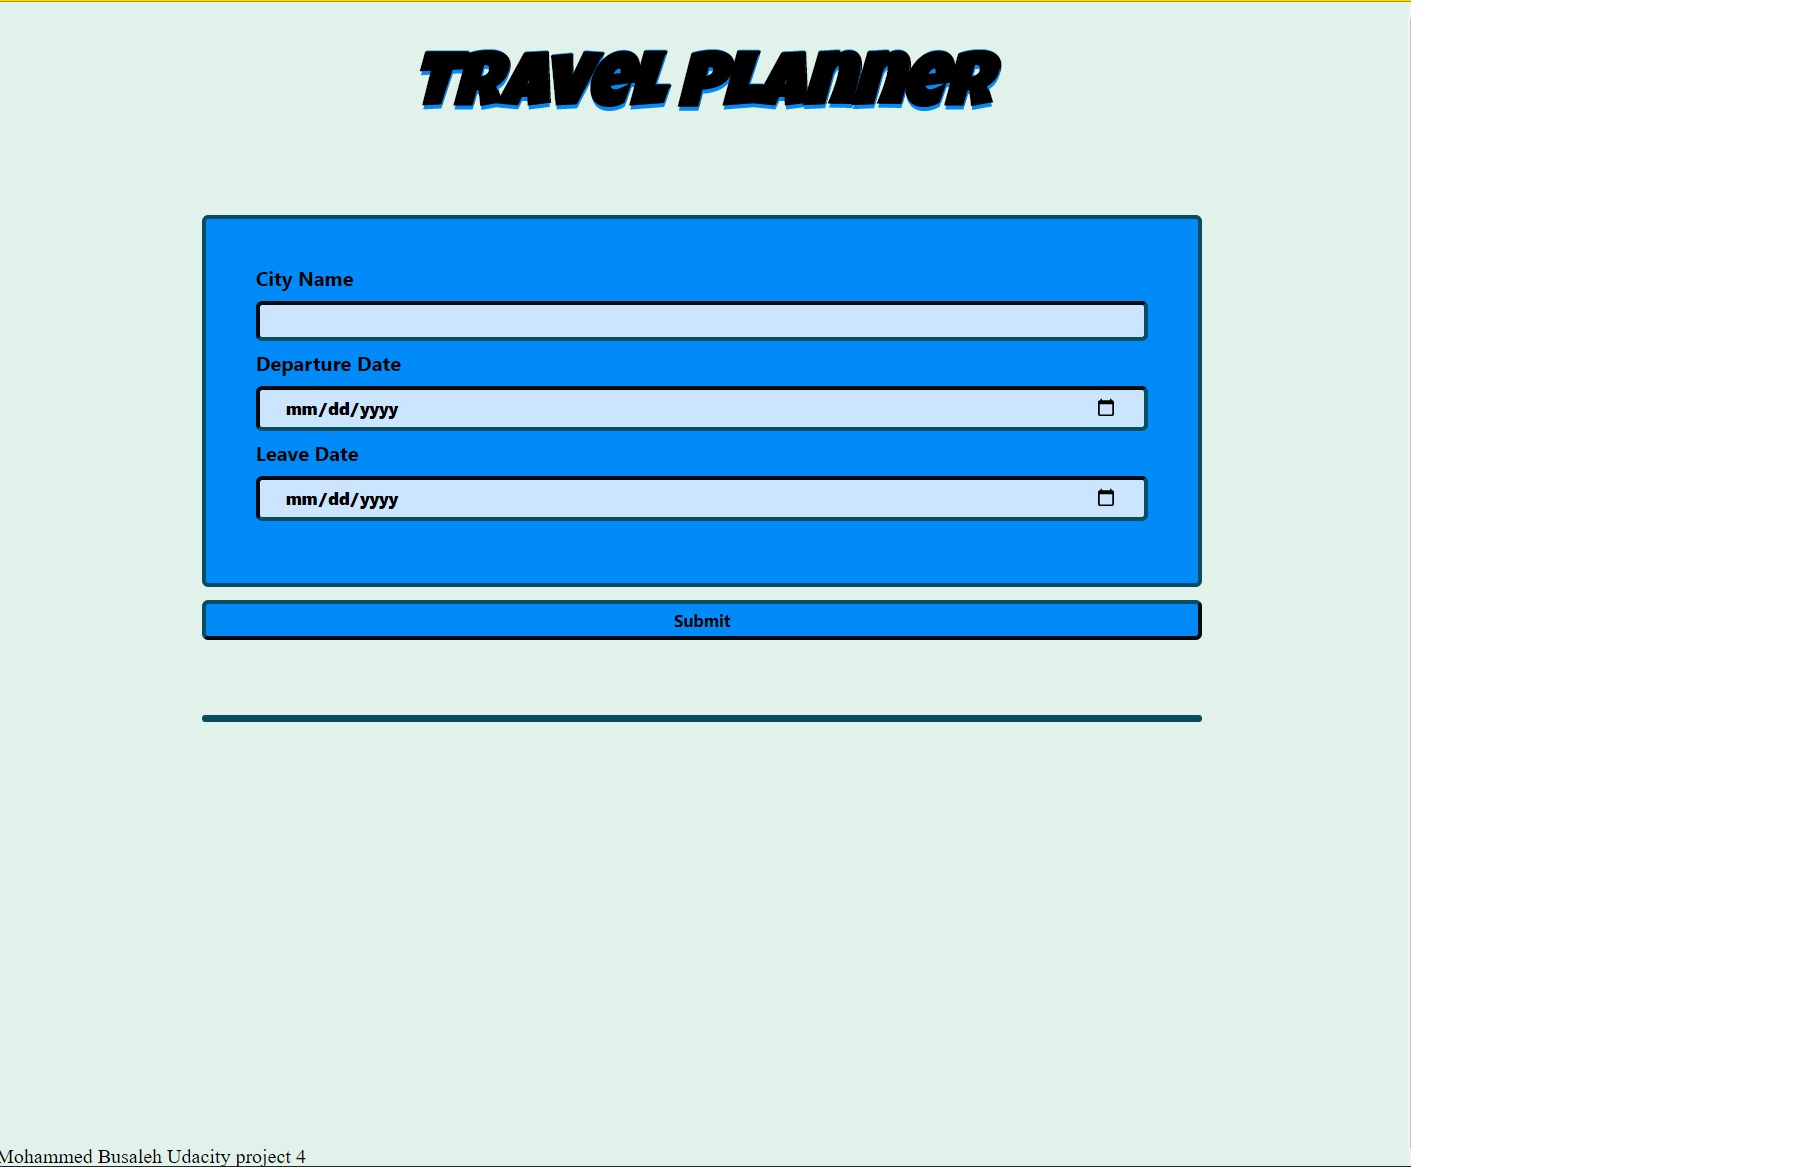 Travel Planner
City Name
Departure Date
mm/dd/yyyy
Leave Date
mm/dd/yyyy
Submit
Mohammed Busaleh Udacity project 4